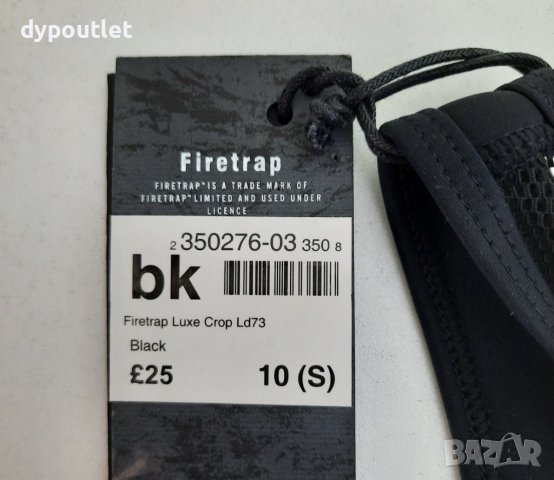 dypoutlet
Firetrap
FIRETRAP™ IS A TRADE MARK OF
FIRETRAP™ LIMITED AND USED UNDER
LICENCE
2 350276-03 350 8
bk
Firetrap Luxe Crop Ld73
Black
£25 10 (S)
BAZAR